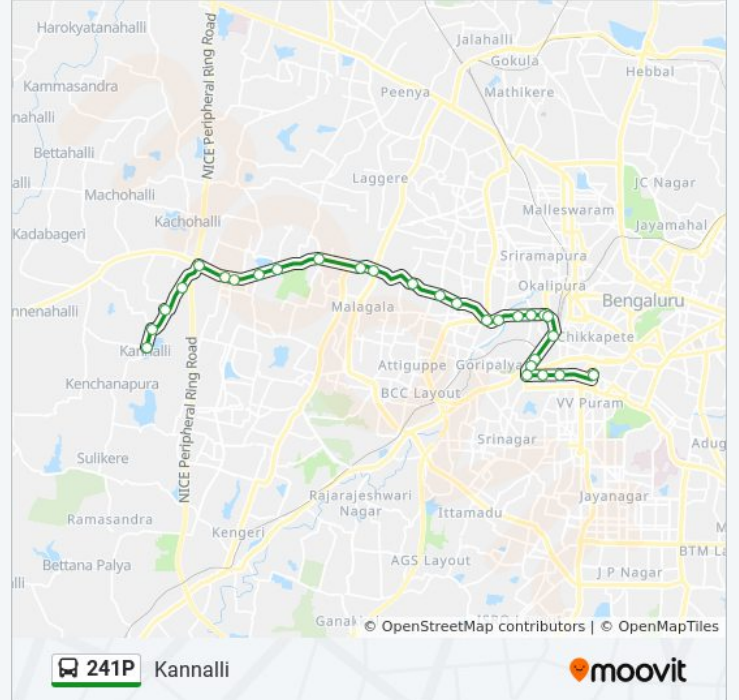 Harokyatanahalli
Jalahalli
Gokula
Hebbal
Kammasandra
Peenya
Mathikere
nahalli
NICE Peripheral Ring Road
Bettahalli
alli
Laggere
JC Nagar
Machohalli
Malleswaram
Kachohalli
Jayamahal
Kadabageri
Sriramapura
Okalipura
Bengaluru
nnenahalli
Malagala
Chikkapete
Kannalli
Attiguppe
Goripalya
Kenchanapura
BCC Layout
VV Puram
NICE Peripheral Ring Road
Srinagar
Adug
Sulikere
Rajarajeshwari
Nagar
Jayanagar
Ramasandra
Ittamadu
Kengeri
BTM La
Bettana Palya
AGS Layout
J P Nagar
lli
© OpenStreetMap contributors | © OpenMapTiles
241P Kannalli
moovit